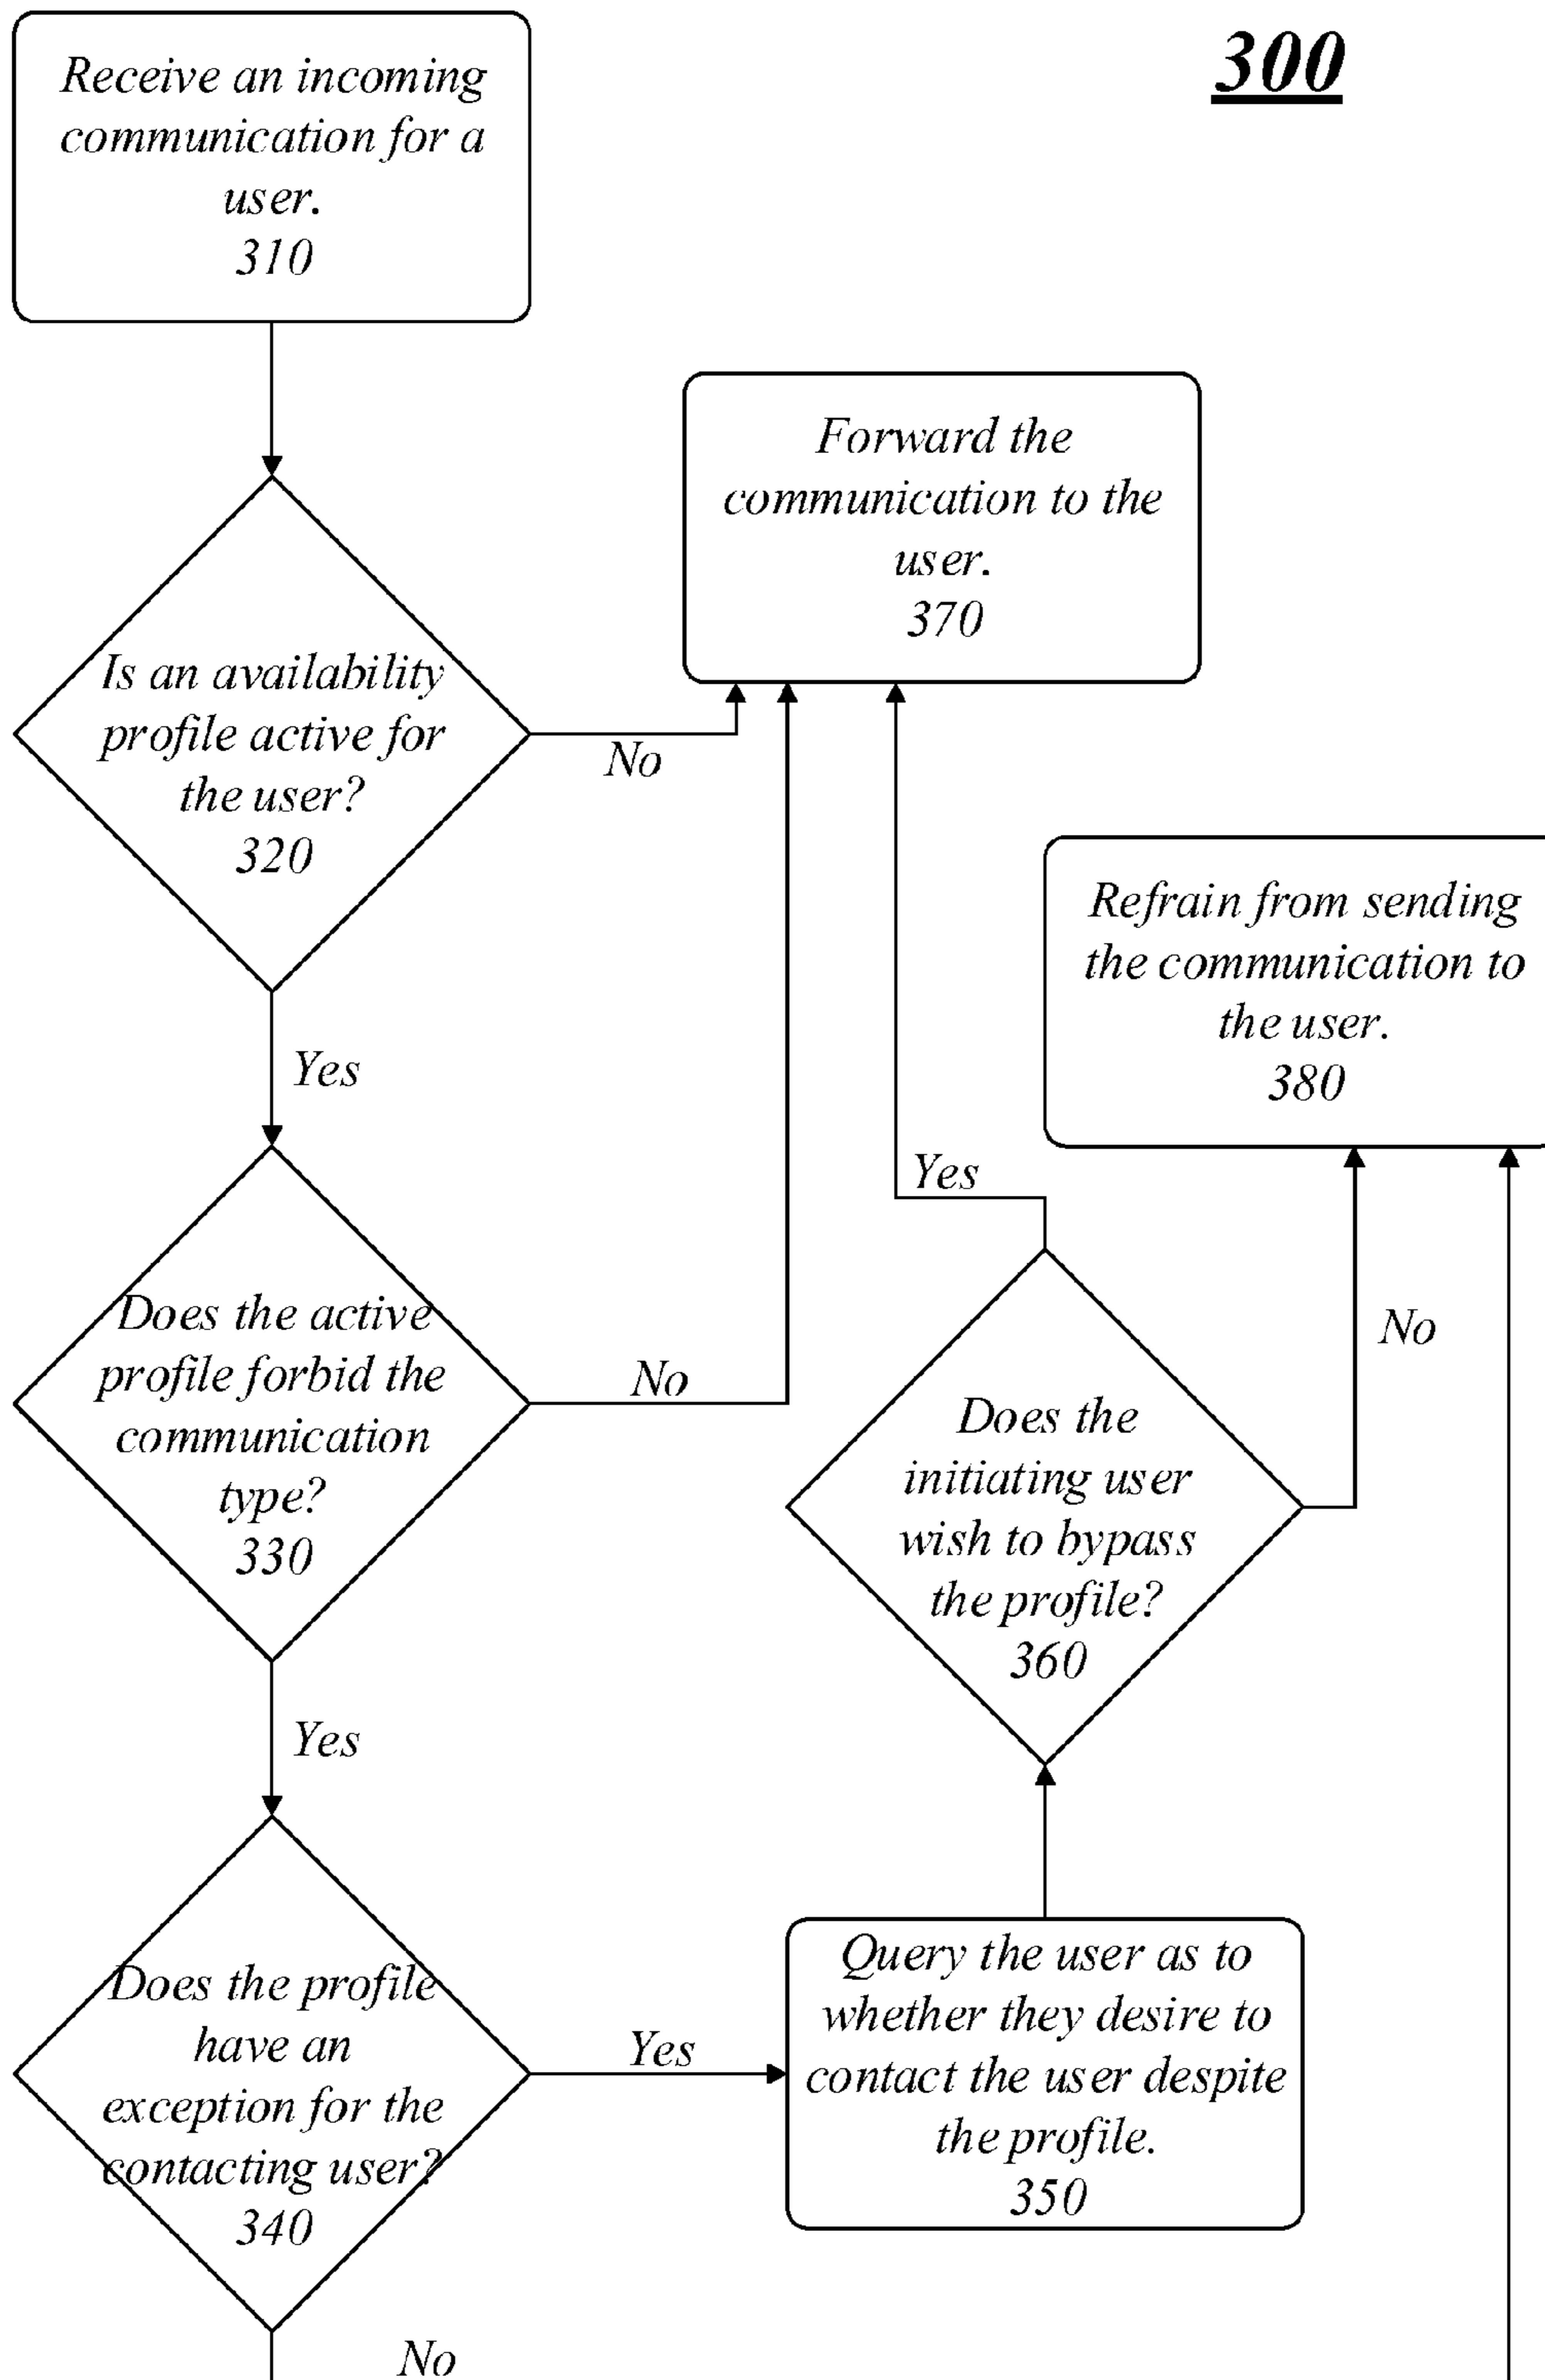 300
Receive an incoming
communication for a
user.
310
Forward the
communication to the
user.
370
Is an availability
profile active for
the user?
320
No
Refrain from sending
the communication to
the user.
380
Yes
Yes
Does the active
profile forbid the
communication
type?
330
No
No
Does the
initiating user
wish to bypass
the profile?
360
Yes
Does the profile
have an
exception for the
contacting user?
340
Yes
Query the user as to
whether they desire to
contact the user despite
the profile.
350
No